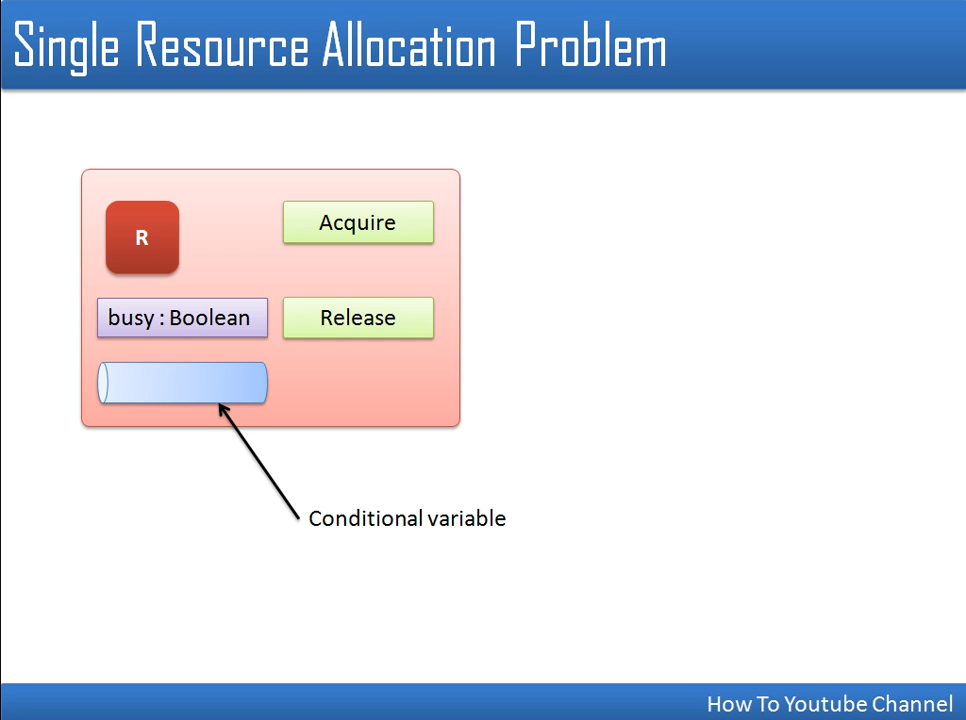 Single Resource Allocation Problem
R
Acquire
busy : Boolean
Release
Conditional variable
How To Youtube Channel